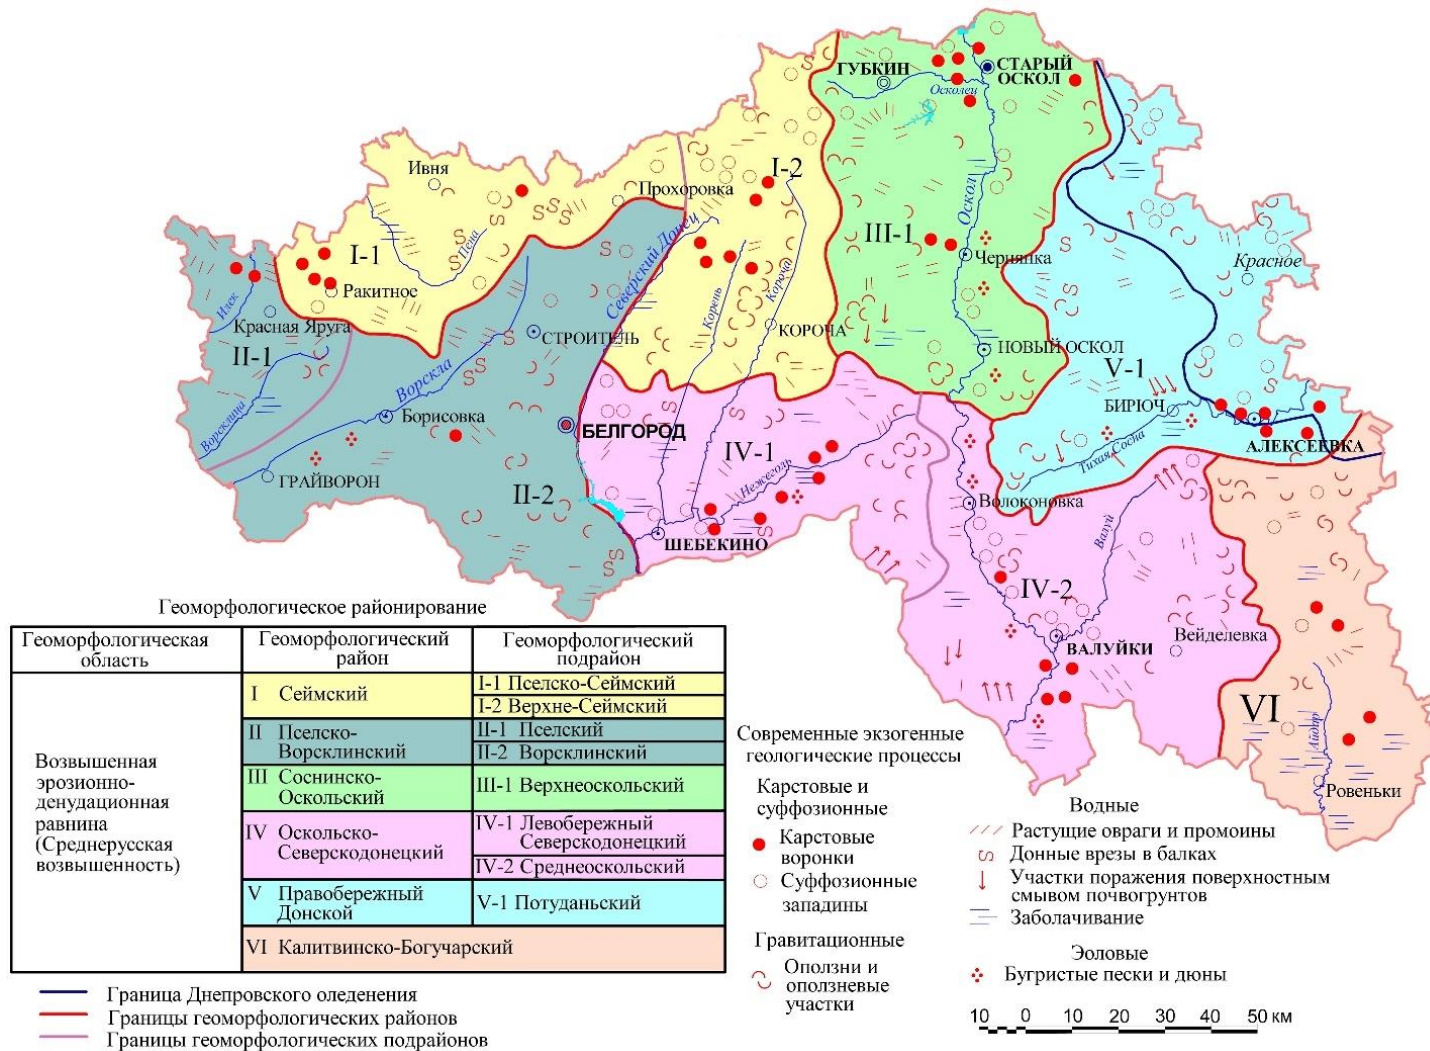 ГУБКИН
СТАРЫЙ
ОСКОЛ
Осколец
Ивня
I-2
Прохоровка
Оскол
Северский Донец
III-1
I-1
Пена
Чернянка
Красное
Илек
Ракитное
Короча
Корень
Красная Яруга
СТРОИТЕЛЬ
КОРОЧА
НОВЫЙ ОСКОЛ
II-1
Ворскла
V-1
Борисовка
БИРЮЧ
Ворсклица
БЕЛГОРОД
АЛЕКСЕЕВКА
IV-1
Тихая Сосна
ГРАЙВОРОН
Нежеголь
II-2
Волоконовка
ШЕБЕКИНО
Валуй
IV-2
ВАЛУЙКИ
Вейделевка
VI
Айдар
Ровеньки
Геоморфологическое районирование
Геоморфологическая
область
Геоморфологический
район
Геоморфологический
подрайон
Возвышенная
эрозионно-
денудационная
равнина
(Среднерусская
возвышенность)
I Сеймский
I-1 Пселско-Сеймский
I-2 Верхне-Сеймский
II Пселско-
Ворсклинский
II-1 Пселский
II-2 Ворсклинский
III Соснинско-
Оскольский
III-1 Верхнеоскольский
IV Оскольско-
Северскодонецкий
IV-1 Левобережный
Северскодонецкий
IV-2 Среднеоскольский
V Правобережный
Донской
V-1 Потуданьский
VI Калитвинско-Богучарский
Граница Днепровского оледенения
Границы геоморфологических районов
Границы геоморфологических подрайонов
Современные экзогенные
геологические процессы
Карстовые и
суффозионные
Карстовые
воронки
Суффозионные
западины
Гравитационные
Оползни и
оползневые
участки
Водные
Растущие овраги и промоины
Донные врезы в балках
Участки поражения поверхностным
смывом почвогрунтов
Заболачивание
Эоловые
Бугристые пески и дюны
10 0 10 20 30 40 50 км